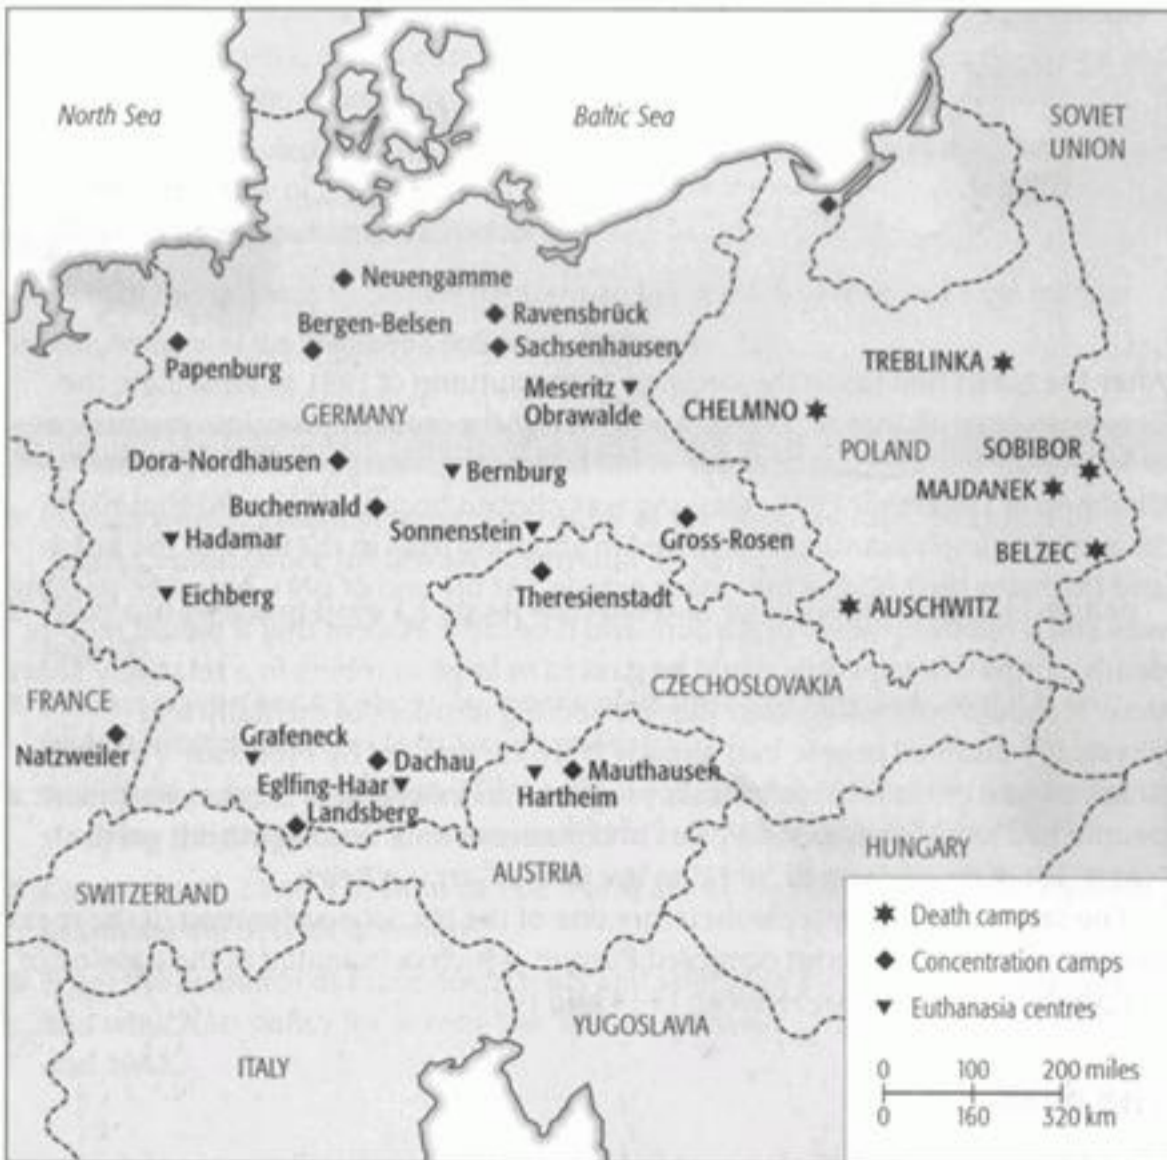 North Sea
Baltic Sea
SOVIET
UNION
Neuengamme
Bergen-Belsen
Ravensbrück
Sachsenhausen
Papenburg
TREBLINKA
Meseritz
Obrawalde
CHELMNO
GERMANY
POLAND
SOBIBOR
Dora-Nordhausen
Bernburg
MAJDANEK
Buchenwald
Sonnenstein
Gross-Rosen
Hadamar
BELZEC
Eichberg
Theresienstadt
AUSCHWITZ
CZECHOSLOVAKIA
FRANCE
Natzweiler
Grafeneck
Dachau
Eglfing-Haar
Landsberg
Mauthausen
Hartheim
HUNGARY
AUSTRIA
SWITZERLAND
YUGOSLAVIA
ITALY
Death camps
Concentration camps
Euthanasia centres
0 100 200 miles
0 160 320 km